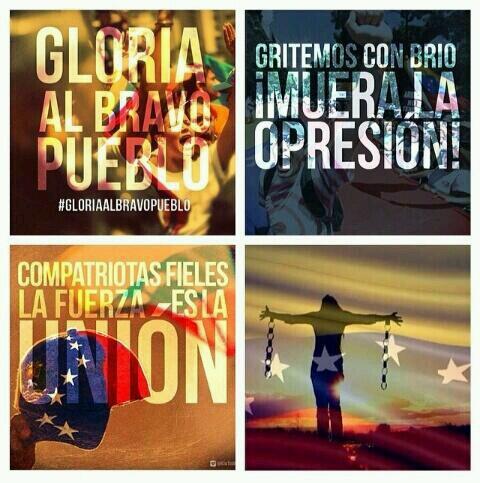 GLORIA
AL BRAVO
PUEBLO
#GLORIAALBRAVOPUEBLO
GRITEMOS CON BRIO
¡MUERA LA
OPRESIÓN!
COMPATRIOTAS FIELES
LA FUERZA ES LA
UNIÓN